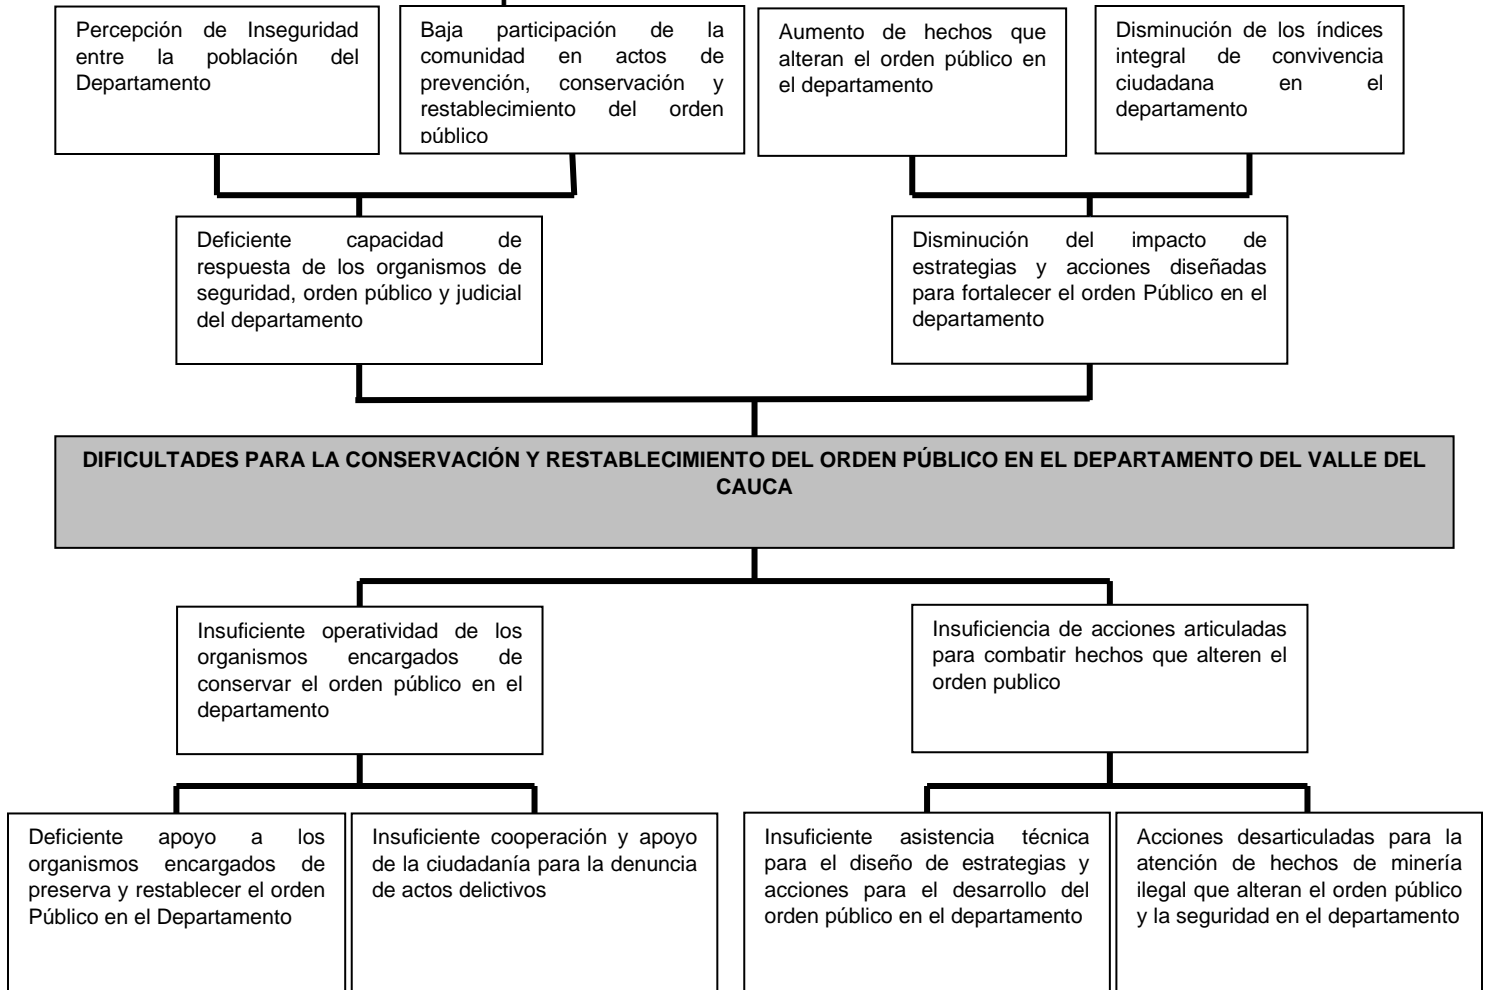 Percepción de Inseguridad
entre la población del
Departamento
Baja participación de la
comunidad en actos de
prevención, conservación y
restablecimiento del orden
público
Aumento de hechos que
alteran el orden público en
el departamento
Disminución de los índices
integral de convivencia
ciudadana en el
departamento
Deficiente capacidad de
respuesta de los organismos de
seguridad, orden público y judicial
del departamento
Disminución del impacto de
estrategias y acciones diseñadas
para fortalecer el orden Público en el
departamento
DIFICULTADES PARA LA CONSERVACIÓN Y RESTABLECIMIENTO DEL ORDEN PÚBLICO EN EL DEPARTAMENTO DEL VALLE DEL
CAUCA
Insuficiente operatividad de los
organismos encargados de
conservar el orden público en el
departamento
Insuficiencia de acciones articuladas
para combatir hechos que alteren el
orden publico
Deficiente apoyo a los
organismos encargados de
preserva y restablecer el orden
Público en el Departamento
Insuficiente cooperación y apoyo
de la ciudadanía para la denuncia
de actos delictivos
Insuficiente asistencia técnica
para el diseño de estrategias y
acciones para el desarrollo del
orden público en el departamento
Acciones desarticuladas para la
atención de hechos de minería
ilegal que alteran el orden público
y la seguridad en el departamento